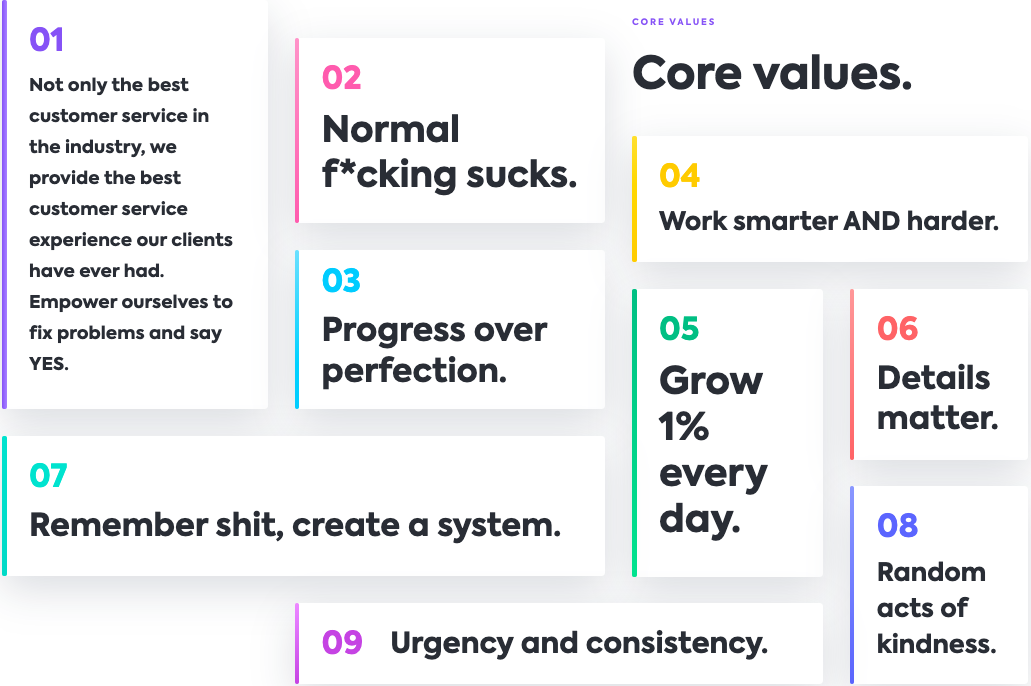 CORE VALUES
Core values.
01
Not only the best
customer service in
the industry, we
provide the best
customer service
experience our clients
have ever had.
Empower ourselves to
fix problems and say
YES.
02
Normal
f*cking sucks.
03
Progress over
perfection.
04
Work smarter AND harder.
05
Grow
1%
every
day.
06
Details
matter.
07
Remember shit, create a system.
08
Random
acts of
kindness.
09 Urgency and consistency.